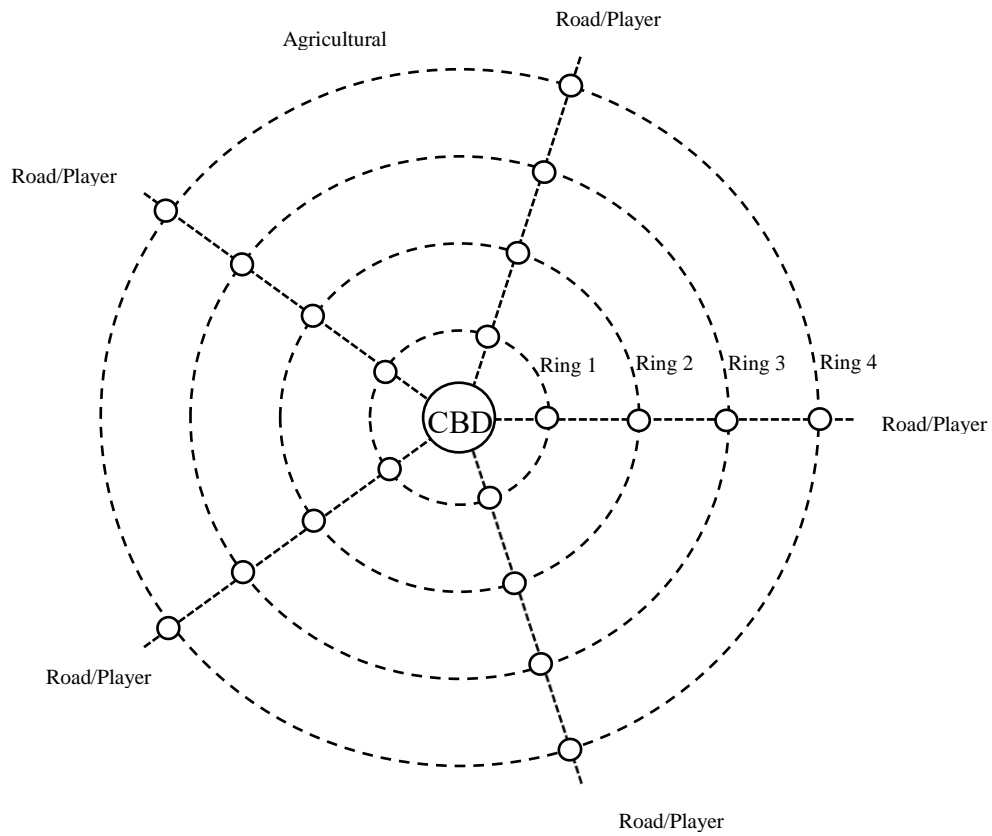 Road/Player
Agricultural
Road/Player
Ring 1
Ring 2
Ring 3
Ring 4
CBD
Road/Player
Road/Player
Road/Player